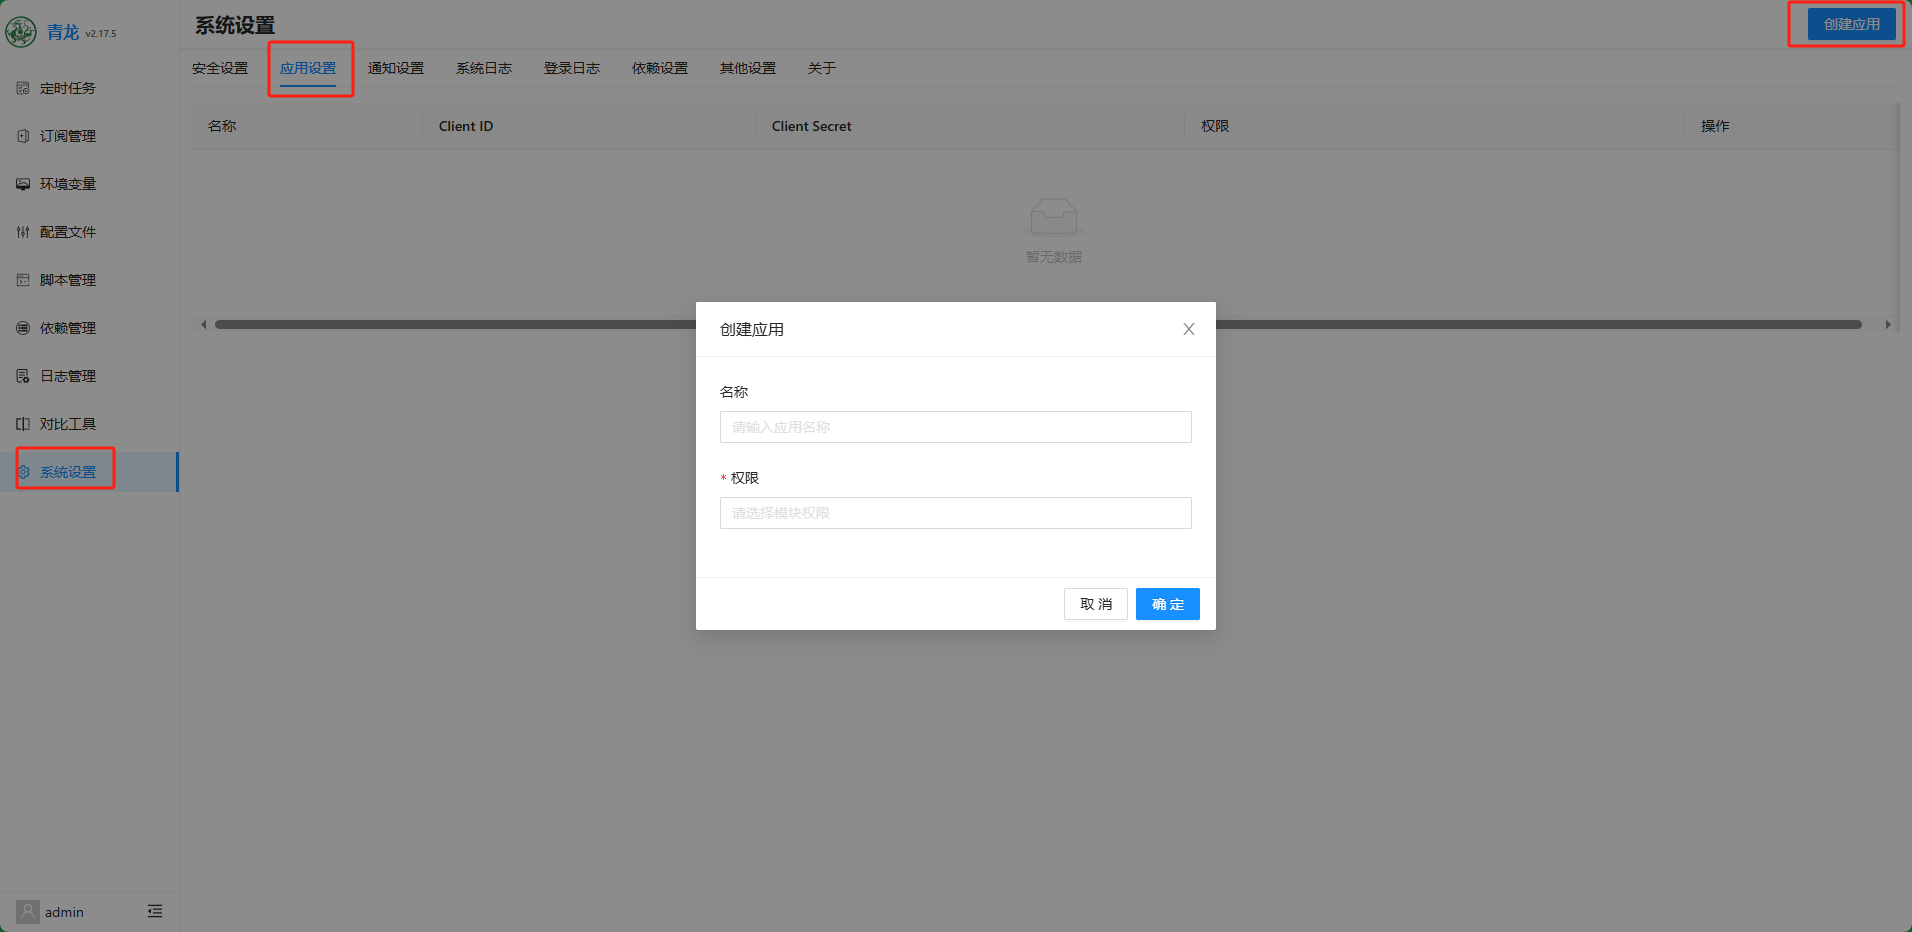 青龙 v2.17.5
定时任务
订阅管理
环境变量
配置文件
脚本管理
依赖管理
日志管理
对比工具
系统设置
admin
系统设置
创建应用
安全设置 应用设置 通知设置 系统日志 登录日志 依赖设置 其他设置 关于
名称 Client ID Client Secret 权限 操作
暂无数据
创建应用
名称
请输入应用名称
* 权限
请选择模块权限
取 消 确 定